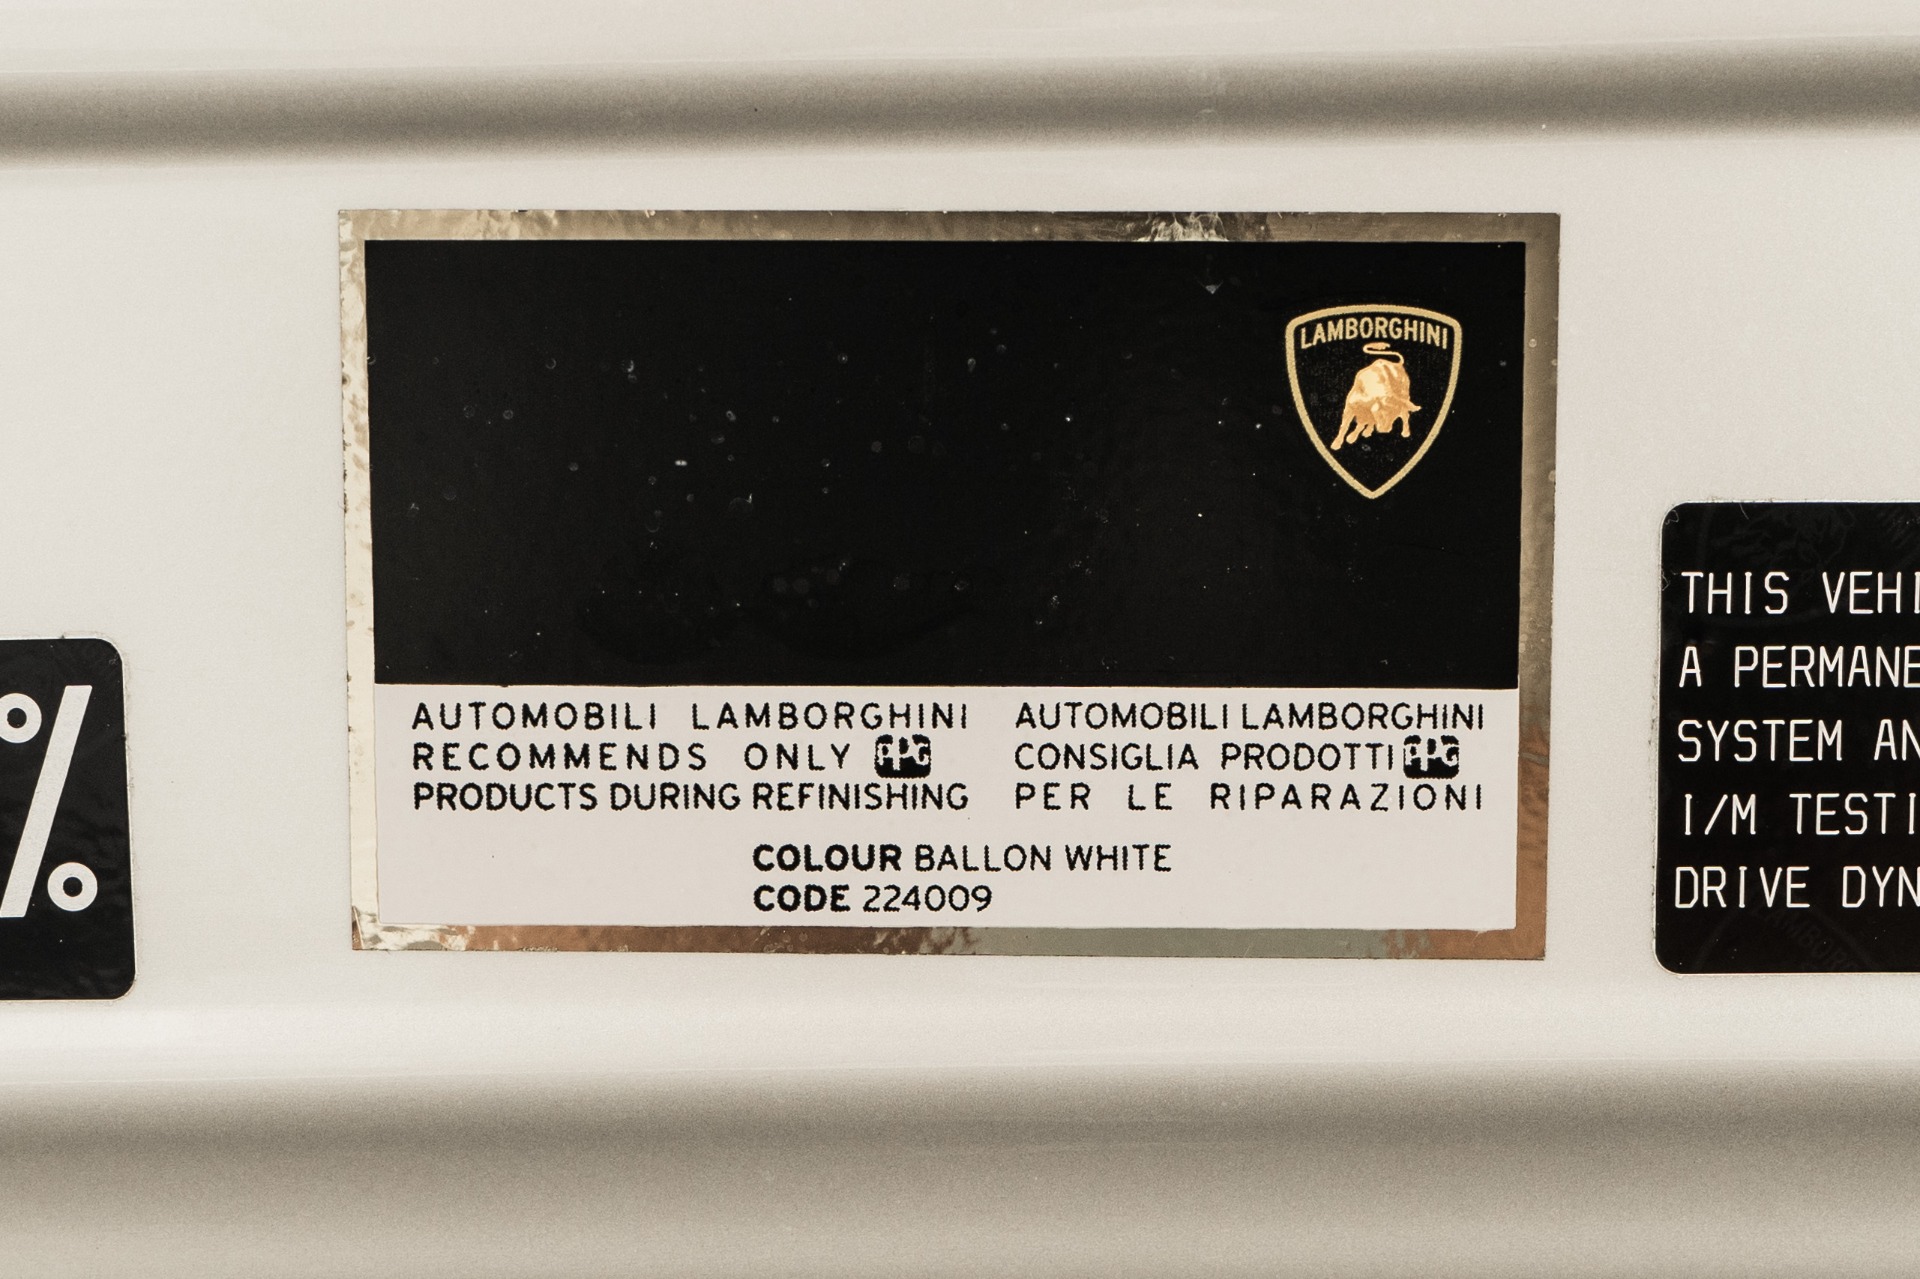 LAMBORGHINI
AUTOMOBILI LAMBORGHINI
RECOMMENDS ONLY PPG
PRODUCTS DURING REFINISHING
AUTOMOBILI LAMBORGHINI
CONSIGLIA PRODOTTI PPG
PER LE RIPARAZIONI
COLOUR BALLON WHITE
CODE 224009
%
THIS VEHI
A PERMANE
SYSTEM AN
I/M TESTI
DRIVE DYN